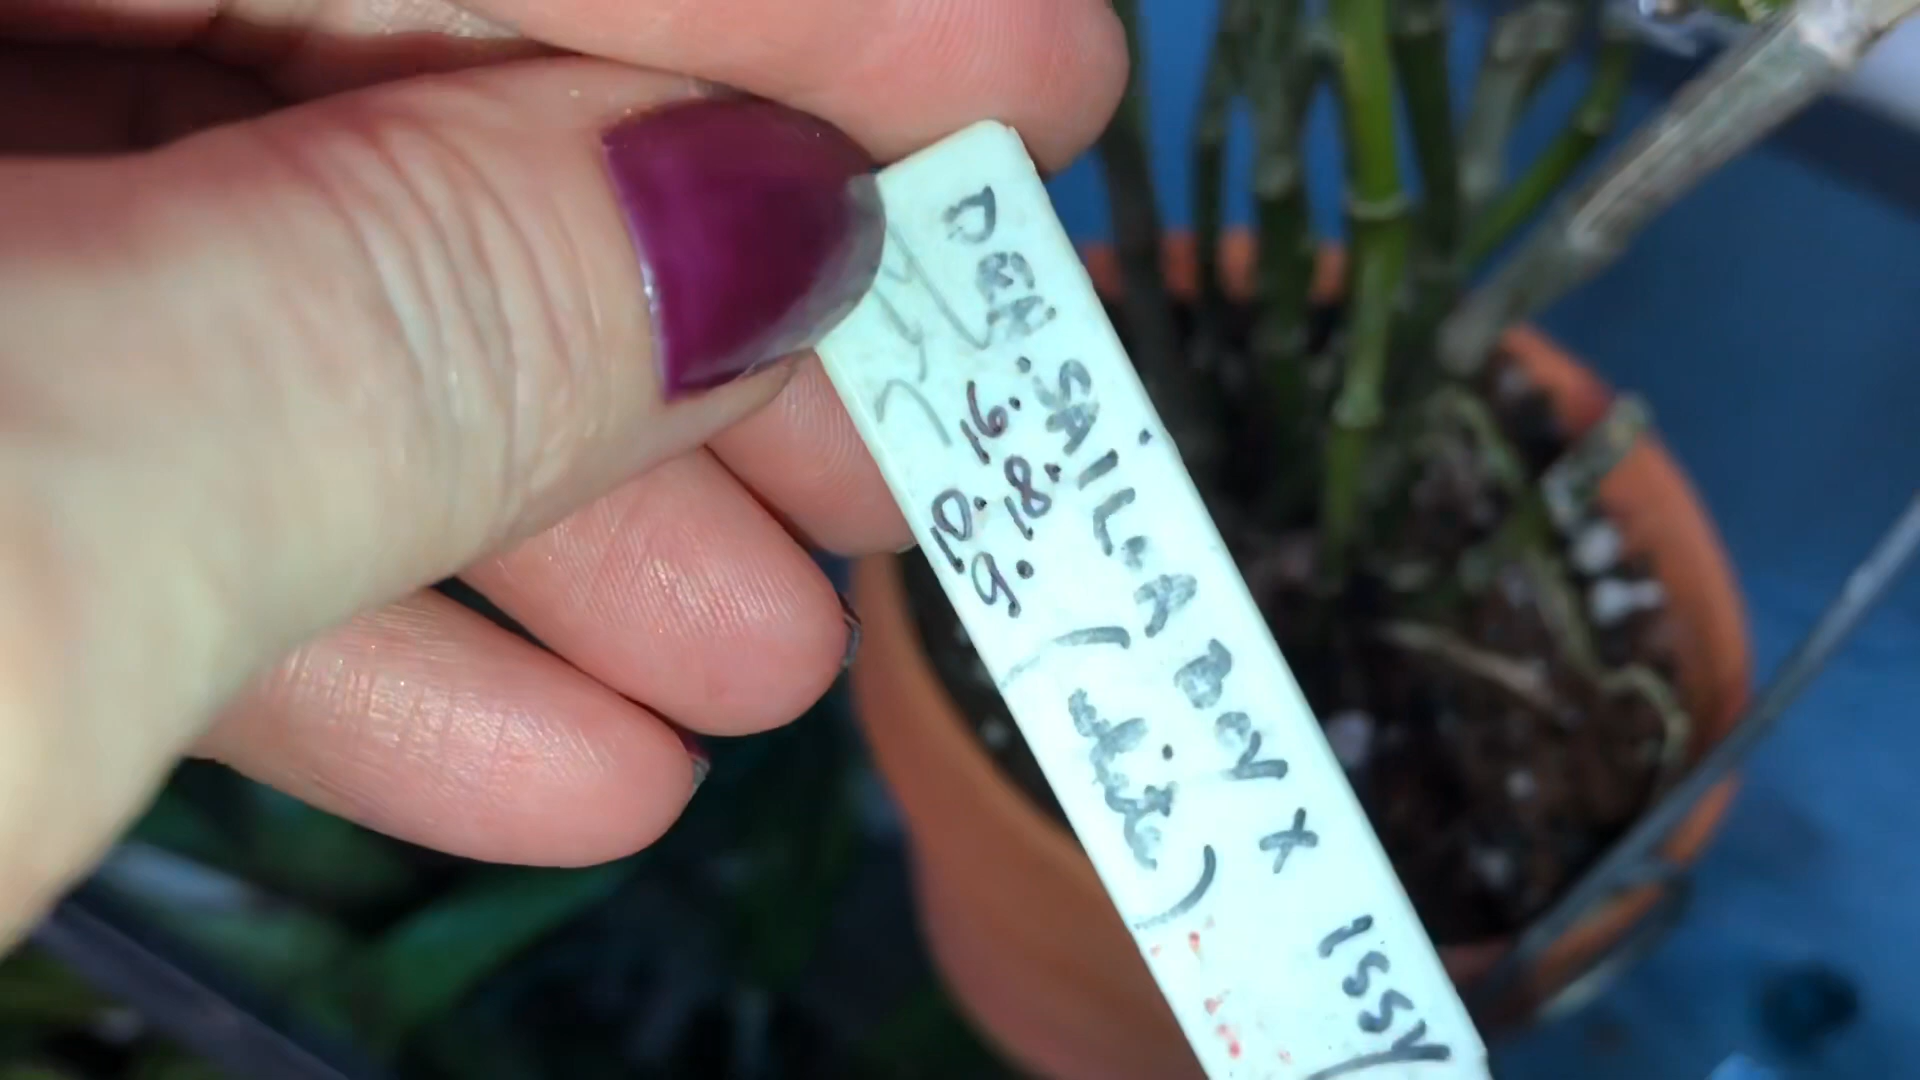 DEN. SAILOR BOY X ISSY
16.
10. 18.
9.
(white)